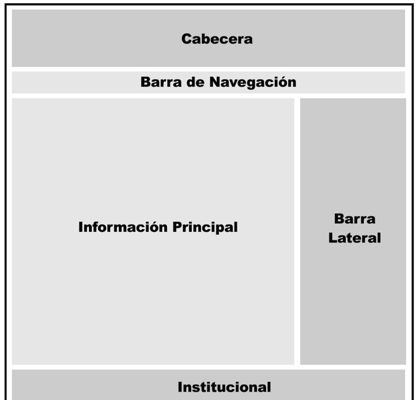 Cabecera
Barra de Navegación
Información Principal
Barra
Lateral
Institucional